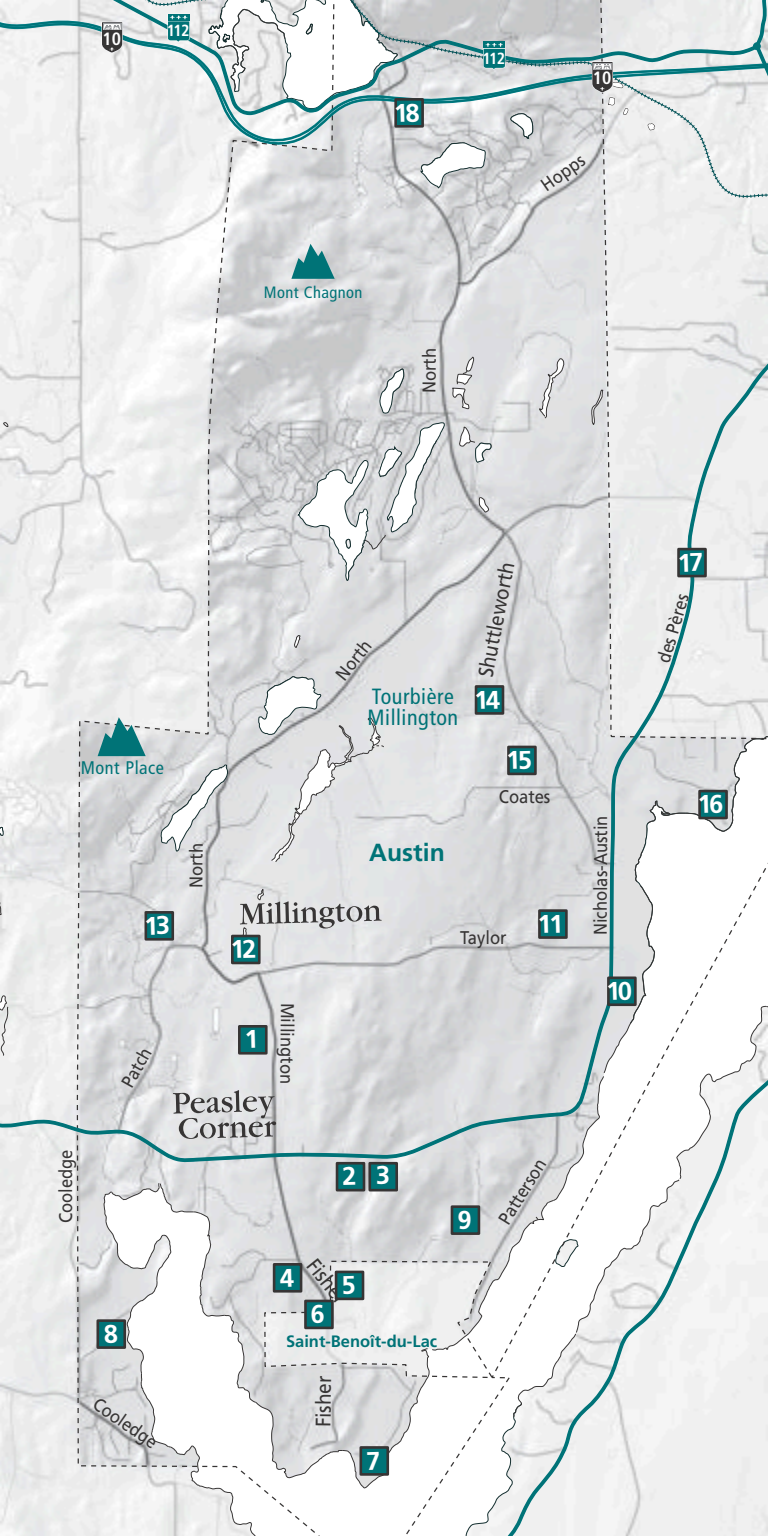 112
10
112
10
18
Hopps
Mont Chagnon
North
17
des Pères
Shuttleworth
North
14
Tourbière
Millington
15
Mont Place
Coates
16
Nicholas-Austin
Austin
North
Millington
13
12
11
Taylor
10
1
Millington
Patch
Peasley
Corner
2
3
Cooledge
Patterson
9
4
Fisher
5
6
8
Saint-Benoît-du-Lac
Fisher
Cooledge
7